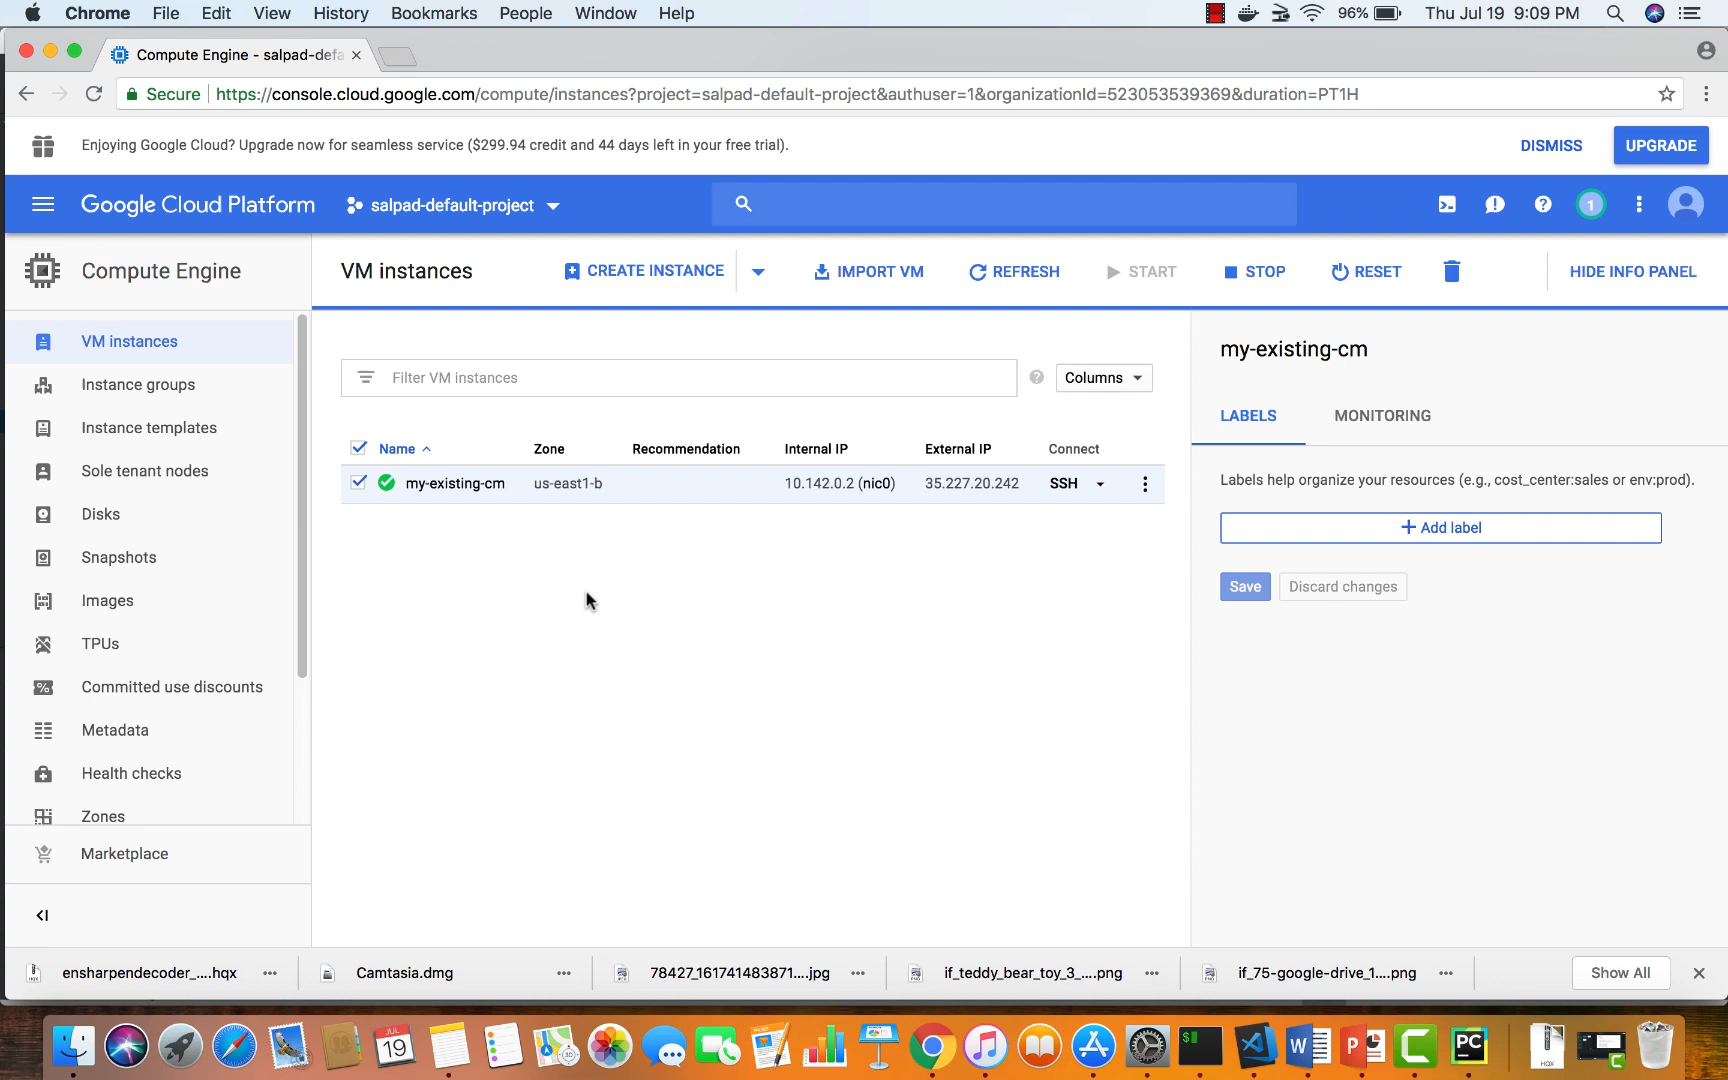 Chrome File Edit View History Bookmarks People Window Help 96% Thu Jul 19 9:09 PM
Compute Engine - salpad-defa
Secure https://console.cloud.google.com/compute/instances?project=salpad-default-project&authuser=1&organizationId=523053539369&duration=PT1H
Enjoying Google Cloud? Upgrade now for seamless service ($299.94 credit and 44 days left in your free trial). DISMISS UPGRADE
Google Cloud Platform salpad-default-project 1
Compute Engine
VM instances CREATE INSTANCE IMPORT VM REFRESH START STOP RESET HIDE INFO PANEL
VM instances
Instance groups
Instance templates
Sole tenant nodes
Disks
Snapshots
Images
TPUs
Committed use discounts
Metadata
Health checks
Zones
Marketplace
Filter VM instances Columns
Name Zone Recommendation Internal IP External IP Connect
my-existing-cm us-east1-b 10.142.0.2 (nic0) 35.227.20.242 SSH
my-existing-cm
LABELS MONITORING
Labels help organize your resources (e.g., cost_center:sales or env:prod).
+ Add label
Save Discard changes
ensharpendecoder_....hqx Camtasia.dmg 78427_161741483871....jpg if_teddy_bear_toy_3_....png if_75-google-drive_1....png Show All
JUL
19
PAGES
3D
$
W
P
C
PC
HQX